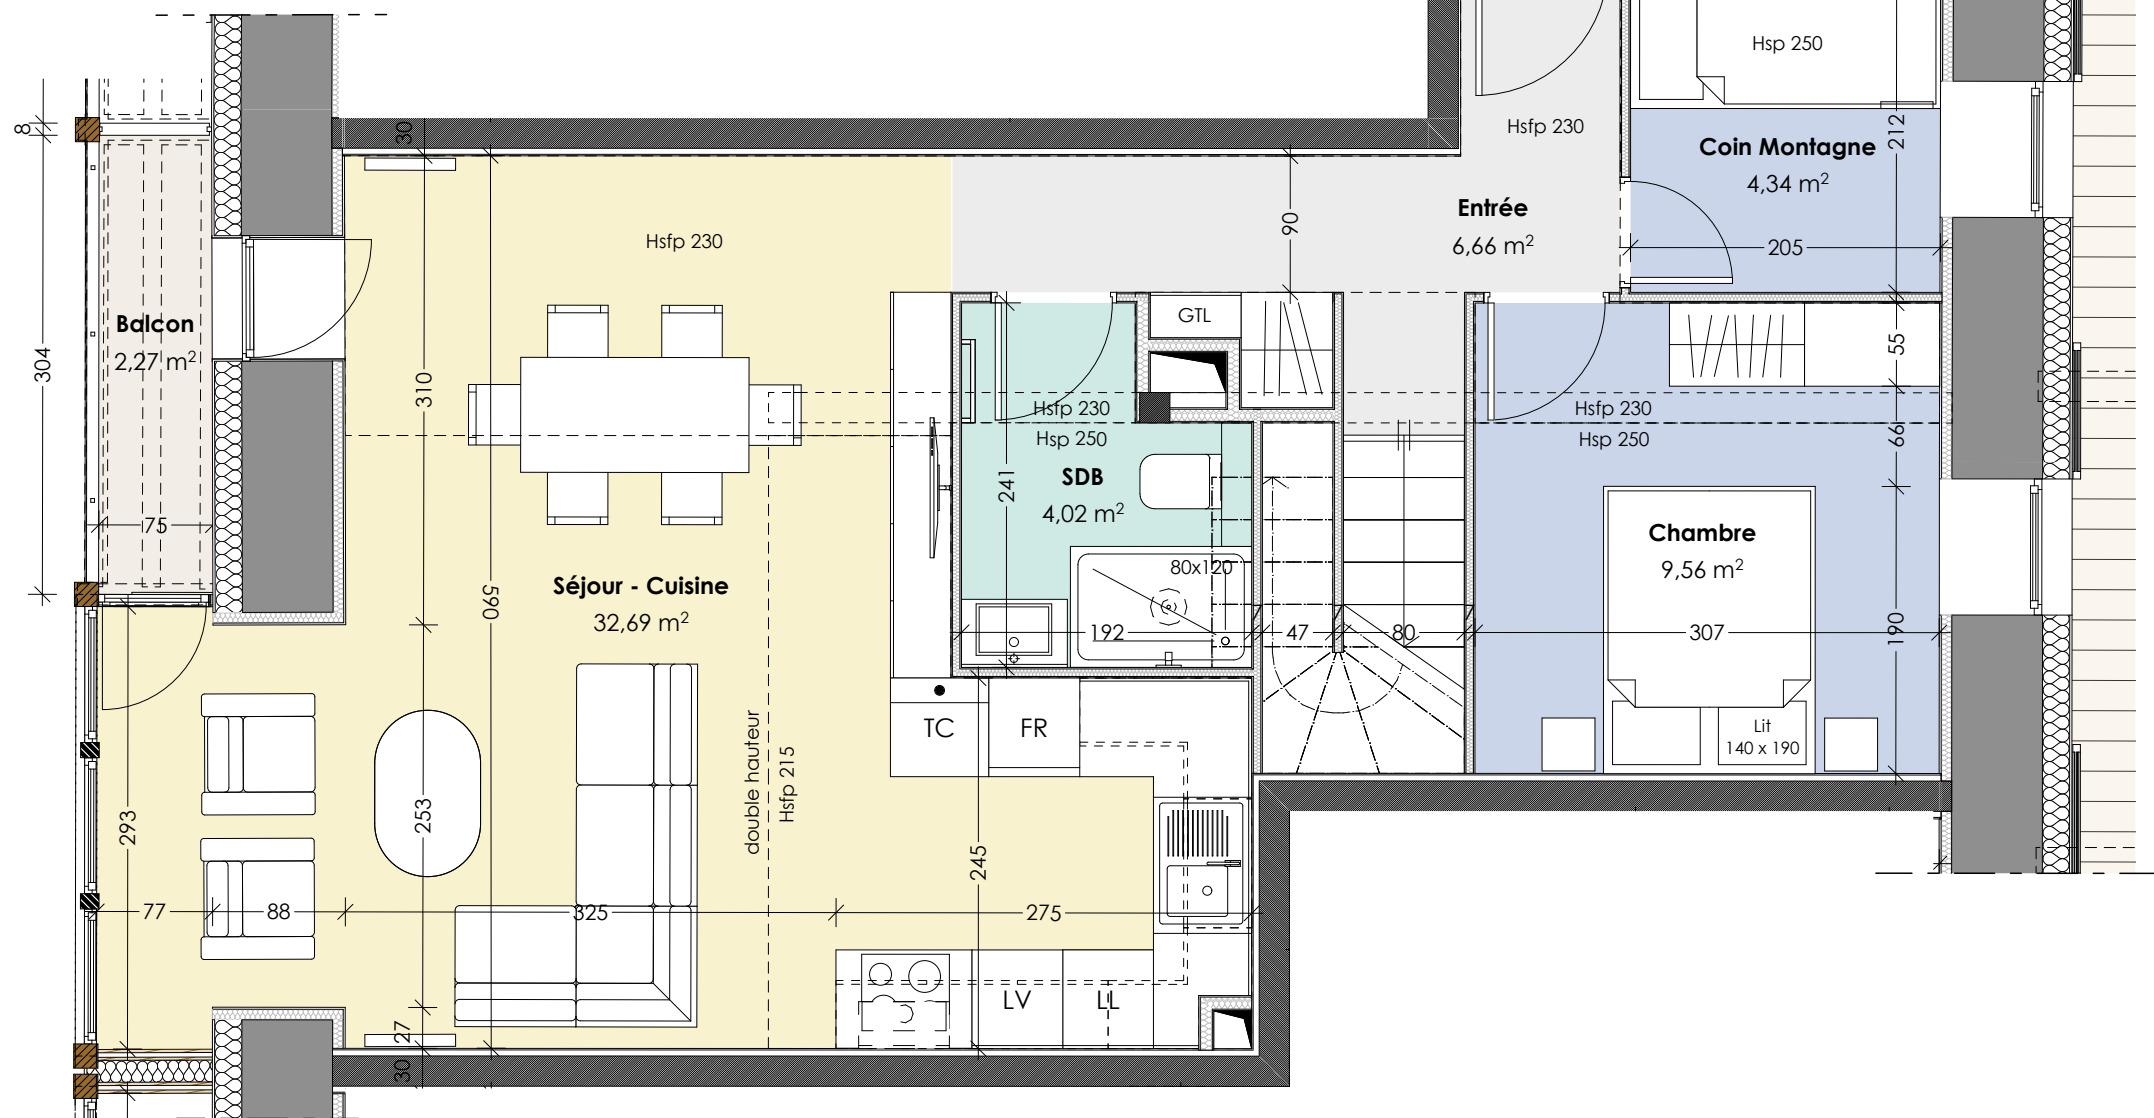 Hsp 250
Hsfp 230
Coin Montagne
4,34 m²
212
205
Entrée
6,66 m²
90
30
8
304
Balcon
2,27 m²
75
Hsfp 230
310
590
GTL
Hsfp 230
Hsp 250
SDB
4,02 m²
241
80x120
192
47
80
Hsfp 230
Hsp 250
55
66
190
Chambre
9,56 m²
307
Lit
140 x 190
Séjour - Cuisine
32,69 m²
double hauteur
Hsfp 215
TC
FR
293
253
245
77
88
325
275
LV
LL
27
30